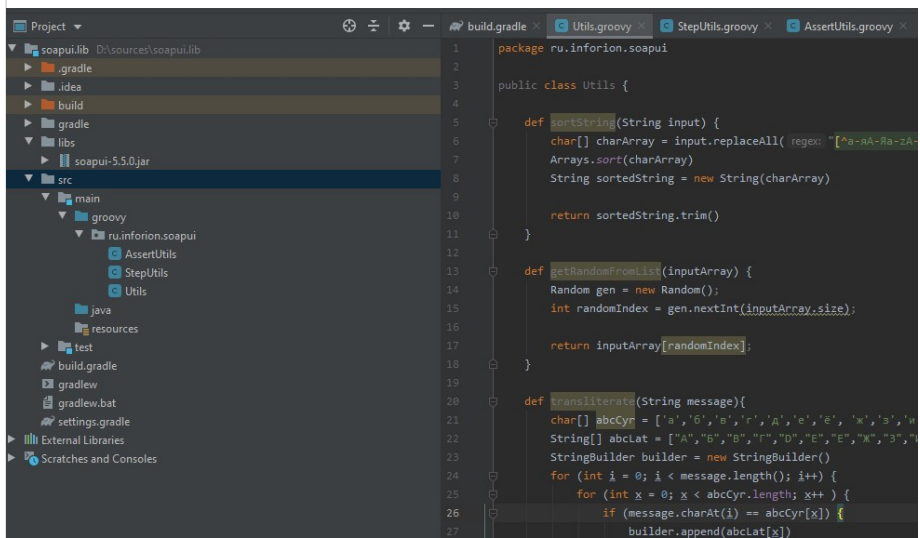 Project
soapui.lib D:\sources\soapui.lib
.gradle
.idea
build
gradle
libs
soapui-5.5.0.jar
src
main
groovy
ru.inforion.soapui
AssertUtils
StepUtils
Utils
java
resources
test
build.gradle
gradlew
gradlew.bat
settings.gradle
External Libraries
Scratches and Consoles
build.gradle Utils.groovy StepUtils.groovy AssertUtils.groovy
1 package ru.inforion.soapui
2
3 public class Utils {
4
5 def sortString(String input) {
6 char[] charArray = input.replaceAll( regex: "[^а-яА-Яa-zA-
7 Arrays.sort(charArray)
8 String sortedString = new String(charArray)
9
10 return sortedString.trim()
11 }
12
13 def getRandomFromList(inputArray) {
14 Random gen = new Random();
15 int randomIndex = gen.nextInt(inputArray.size);
16
17 return inputArray[randomIndex];
18 }
19
20 def transliterate(String message){
21 char[] abcCyr = ['а','б','в','г','д','е','ё', 'ж','з','и
22 String[] abcLat = ["А","Б","В","Г","D","Е","Е","Ж","З",
23 StringBuilder builder = new StringBuilder()
24 for (int i = 0; i < message.length(); i++) {
25 for (int x = 0; x < abcCyr.length; x++ ) {
26 if (message.charAt(i) == abcCyr[x]) {
27 builder.append(abcLat[x])